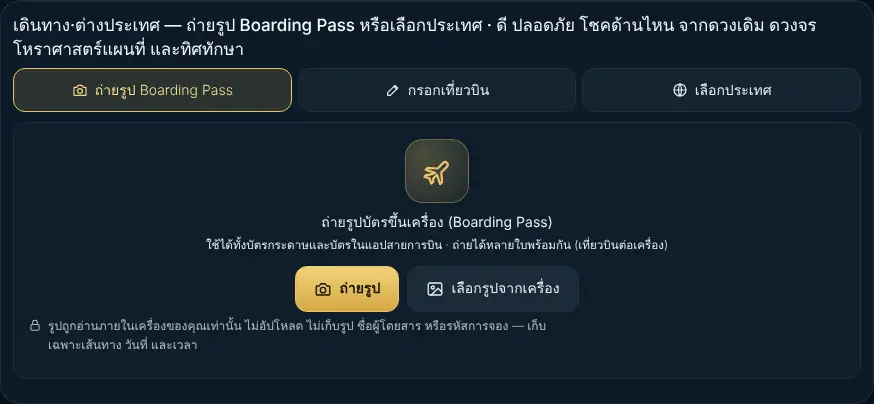 เดินทาง·ต่างประเทศ — ถ่ายรูป Boarding Pass หรือเลือกประเทศ · ดี ปลอดภัย โชคด้านไหน จากดวงเดิม ดวงจร
โหราศาสตร์แผนที่ และทิศทักษา
ถ่ายรูป Boarding Pass
กรอกเที่ยวบิน
เลือกประเทศ
ถ่ายรูปบัตรขึ้นเครื่อง (Boarding Pass)
ใช้ได้ทั้งบัตรกระดาษและบัตรในแอปสายการบิน · ถ่ายได้หลายใบพร้อมกัน (เที่ยวบินต่อเครื่อง)
ถ่ายรูป
เลือกรูปจากเครื่อง
รูปถูกอ่านภายในเครื่องของคุณเท่านั้น ไม่อัปโหลด ไม่เก็บรูป ชื่อผู้โดยสาร หรือรหัสการจอง — เก็บ
เฉพาะเส้นทาง วันที่ และเวลา